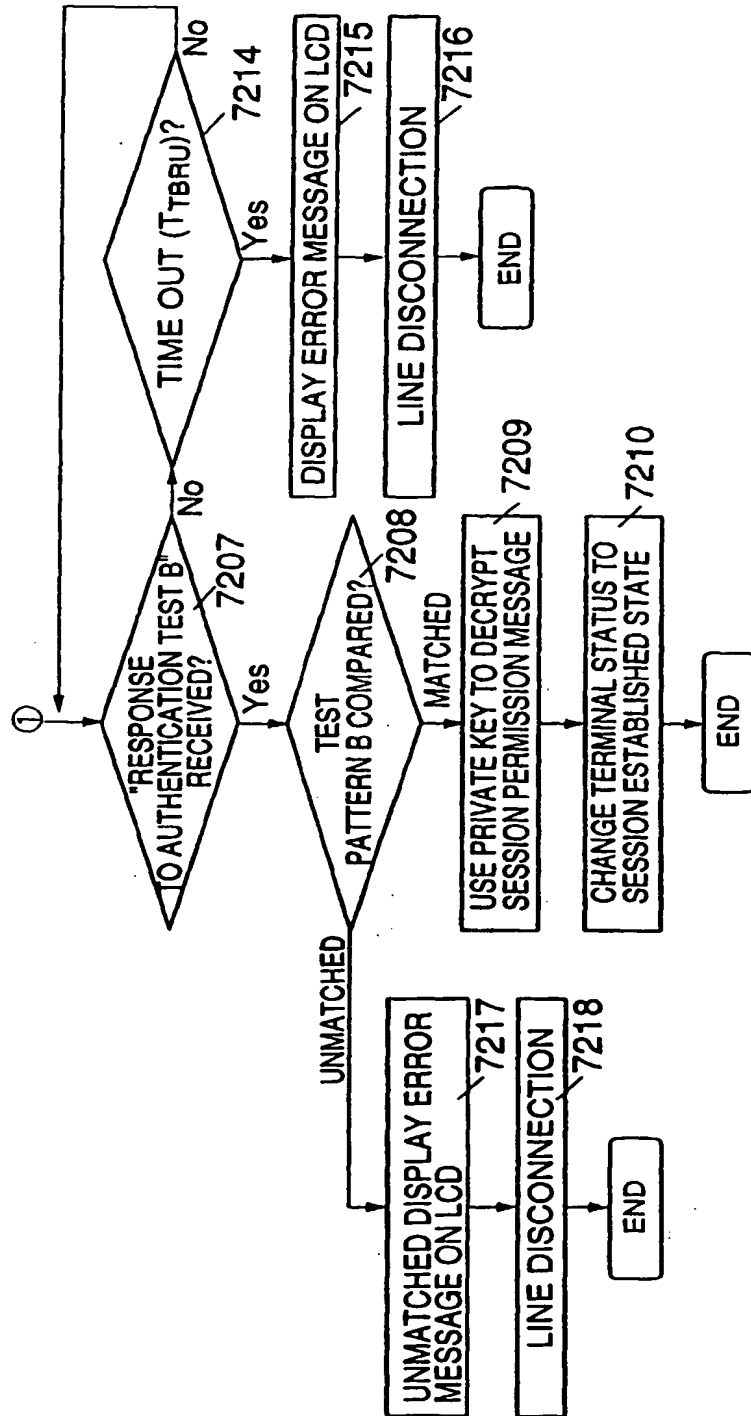 ①
"RESPONSE
TO AUTHENTICATION TEST B"
RECEIVED?
7207
No
Yes
TIME OUT (TTBRU)?
7214
No
Yes
DISPLAY ERROR MESSAGE ON LCD
7215
LINE DISCONNECTION
7216
END
TEST
PATTERN B COMPARED?
7208
UNMATCHED
MATCHED
USE PRIVATE KEY TO DECRYPT
SESSION PERMISSION MESSAGE
7209
CHANGE TERMINAL STATUS TO
SESSION ESTABLISHED STATE
7210
END
UNMATCHED DISPLAY ERROR
MESSAGE ON LCD
7217
LINE DISCONNECTION
7218
END